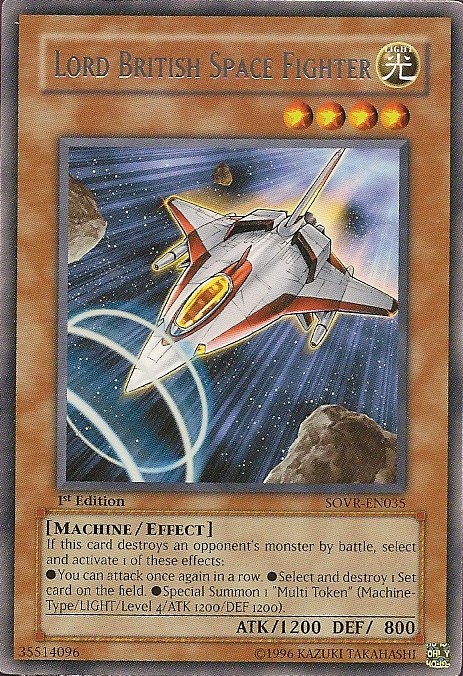 LORD BRITISH SPACE FIGHTER
LIGHT
光
1st Edition
SOVR-EN035
[MACHINE / EFFECT]
If this card destroys an opponent's monster by battle, select
and activate 1 of these effects:
●You can attack once again in a row. ●Select and destroy 1 Set
card on the field. ●Special Summon 1 "Multi Token" (Machine-
Type/LIGHT/Level 4/ATK 1200/DEF 1200).
ATK/1200 DEF/ 800
35514096
©1996 KAZUKI TAKAHASHI